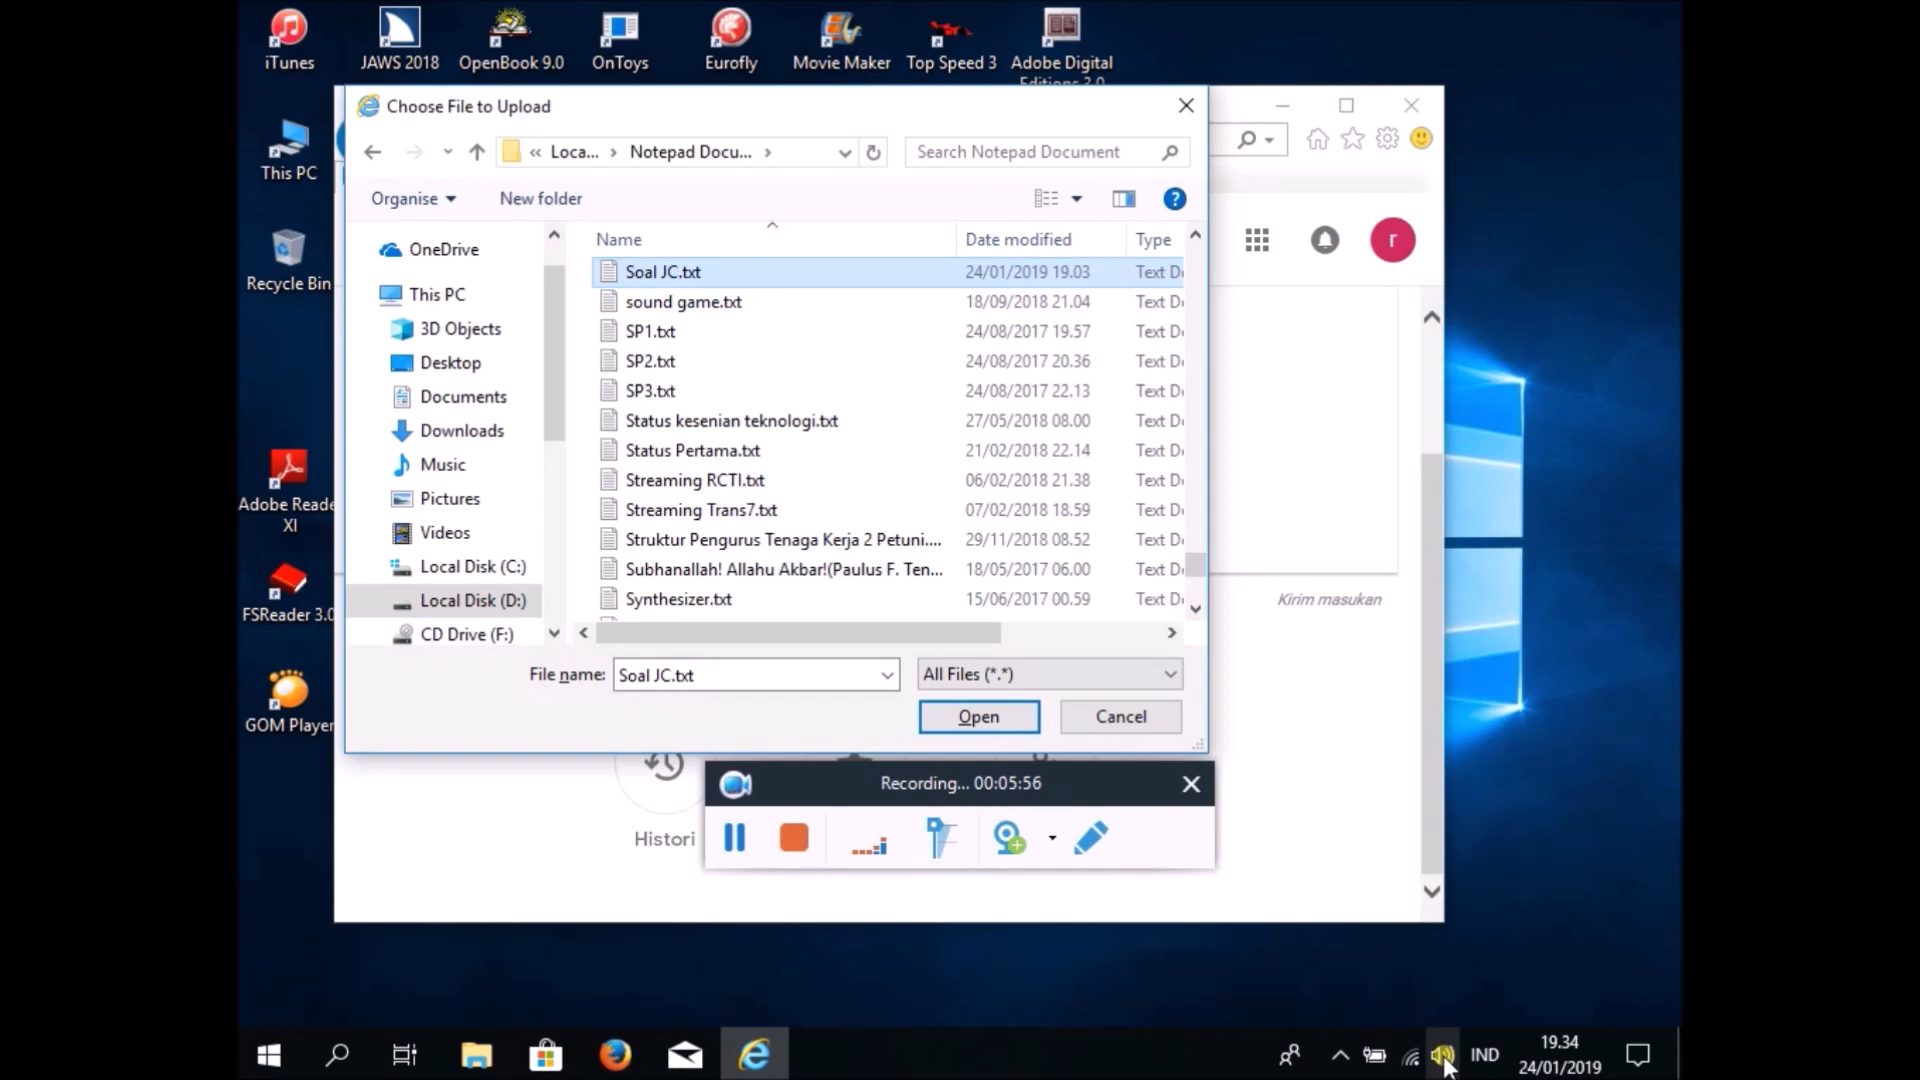 iTunes
JAWS 2018
OpenBook 9.0
OnToys
Eurofly
Movie Maker
Top Speed 3
Adobe Digital
Editions 3.0
This PC
Recycle Bin
Adobe Reade
XI
FSReader 3.0
GOM Player
Choose File to Upload
« Loca... > Notepad Docu... >
Search Notepad Document
Organise
New folder
OneDrive
This PC
3D Objects
Desktop
Documents
Downloads
Music
Pictures
Videos
Local Disk (C:)
Local Disk (D:)
CD Drive (F:)
Name Date modified Type
Soal JC.txt 24/01/2019 19.03 Text D
sound game.txt 18/09/2018 21.04 Text D
SP1.txt 24/08/2017 19.57 Text D
SP2.txt 24/08/2017 20.36 Text D
SP3.txt 24/08/2017 22.13 Text D
Status kesenian teknologi.txt 27/05/2018 08.00 Text D
Status Pertama.txt 21/02/2018 22.14 Text D
Streaming RCTI.txt 06/02/2018 21.38 Text D
Streaming Trans7.txt 07/02/2018 18.59 Text D
Struktur Pengurus Tenaga Kerja 2 Petuni.... 29/11/2018 08.52 Text D
Subhanallah! Allahu Akbar!(Paulus F. Ten... 18/05/2017 06.00 Text D
Synthesizer.txt 15/06/2017 00.59 Text D
File name: Soal JC.txt
All Files (*.*)
Open
Cancel
r
Kirim masukan
Histori
Recording... 00:05:56
IND
19.34
24/01/2019